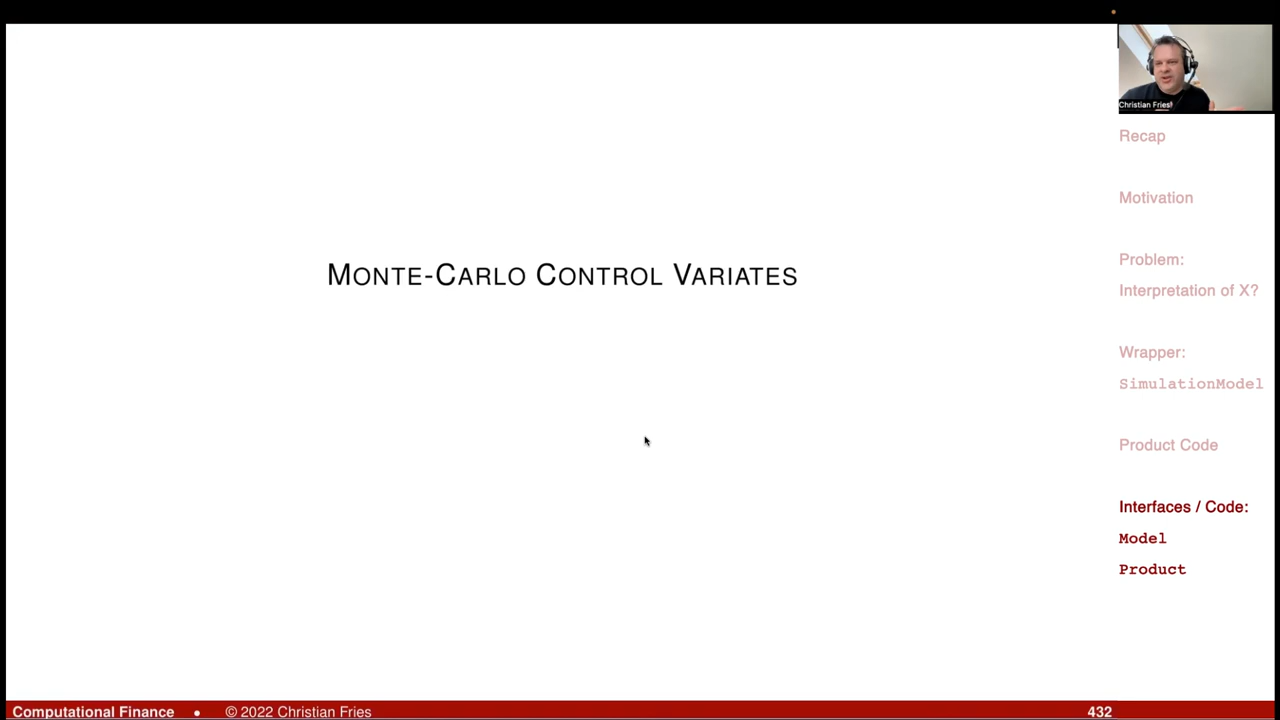 MONTE-CARLO CONTROL VARIATES
Christian Fries
Recap
Motivation
Problem:
Interpretation of X?
Wrapper:
SimulationModel
Product Code
Interfaces / Code:
Model
Product
Computational Finance • © 2022 Christian Fries 432